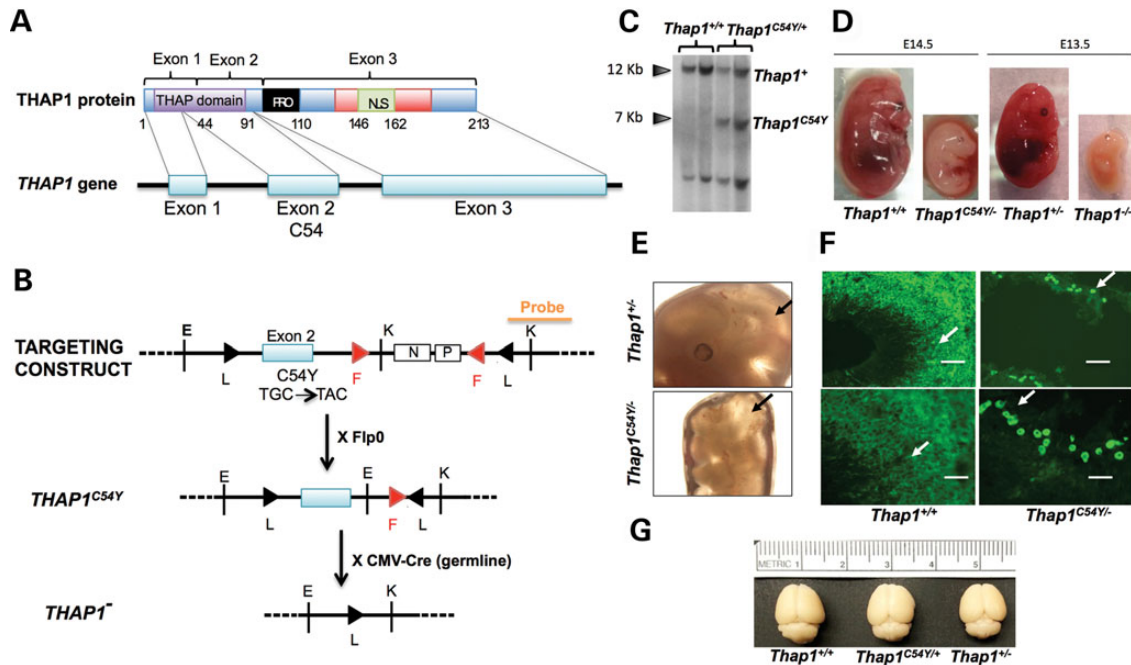 A
Exon 1 Exon 2 Exon 3
THAP1 protein THAP domain PRO NLS
1 44 91 110 146 162 213
THAP1 gene
Exon 1 Exon 2 Exon 3
C54
B
Probe
E Exon 2 K K
TARGETING N P
CONSTRUCT
L C54Y F F L
TGC→TAC
X Flp0
E E K
THAP1C54Y
L F L
X CMV-Cre (germline)
E K
THAP1-
L
C
Thap1+/+ Thap1C54Y/+
12 Kb Thap1+
7 Kb Thap1C54Y
D
E14.5 E13.5
Thap1+/+ Thap1C54Y/- Thap1+/- Thap1-/-
E
Thap1+/-
Thap1C54Y/-
F
Thap1+/+ Thap1C54Y/-
G
METRIC 1 2 3 4 5
Thap1+/+ Thap1C54Y/+ Thap1+/-